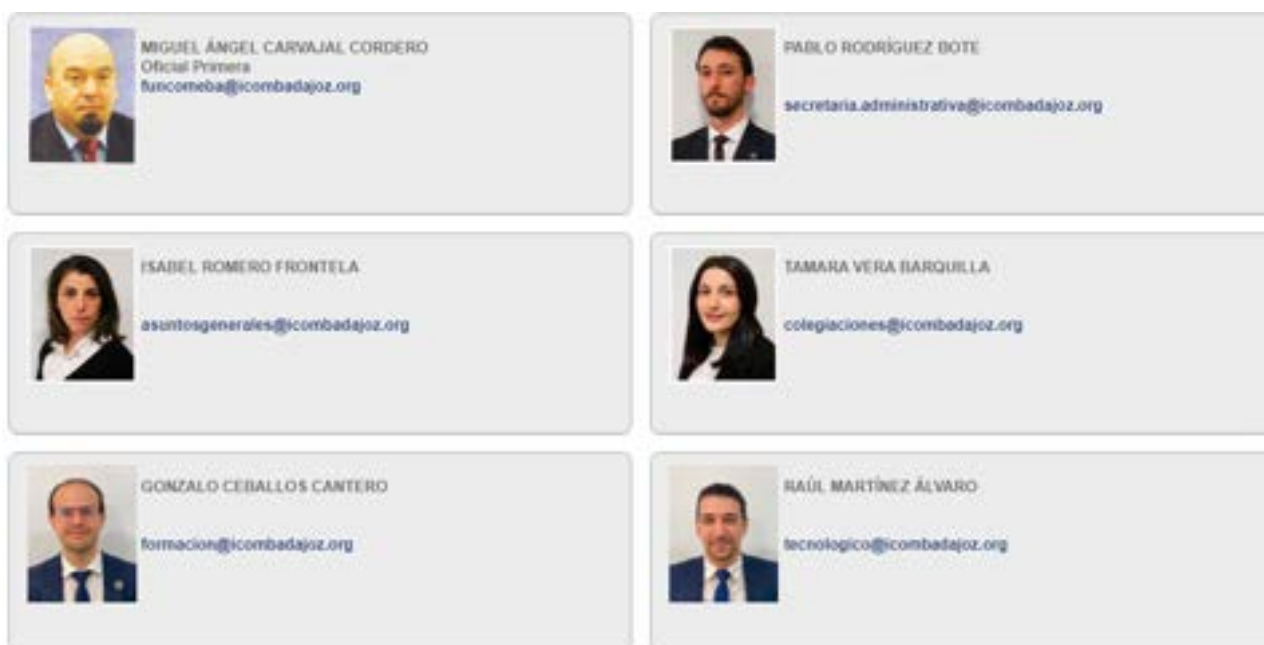 MIGUEL ÁNGEL CARVAJAL CORDERO
Oficial Primera
funcomeba@icombadajoz.org
PABLO RODRÍGUEZ BOTE
secretaria.administrativa@icombadajoz.org
ISABEL ROMERO FRONTELA
asuntosgenerales@icombadajoz.org
TAMARA VERA BARQUILLA
colegiaciones@icombadajoz.org
GONZALO CEBALLOS CANTERO
formacion@icombadajoz.org
RAÚL MARTÍNEZ ÁLVARO
tecnologico@icombadajoz.org